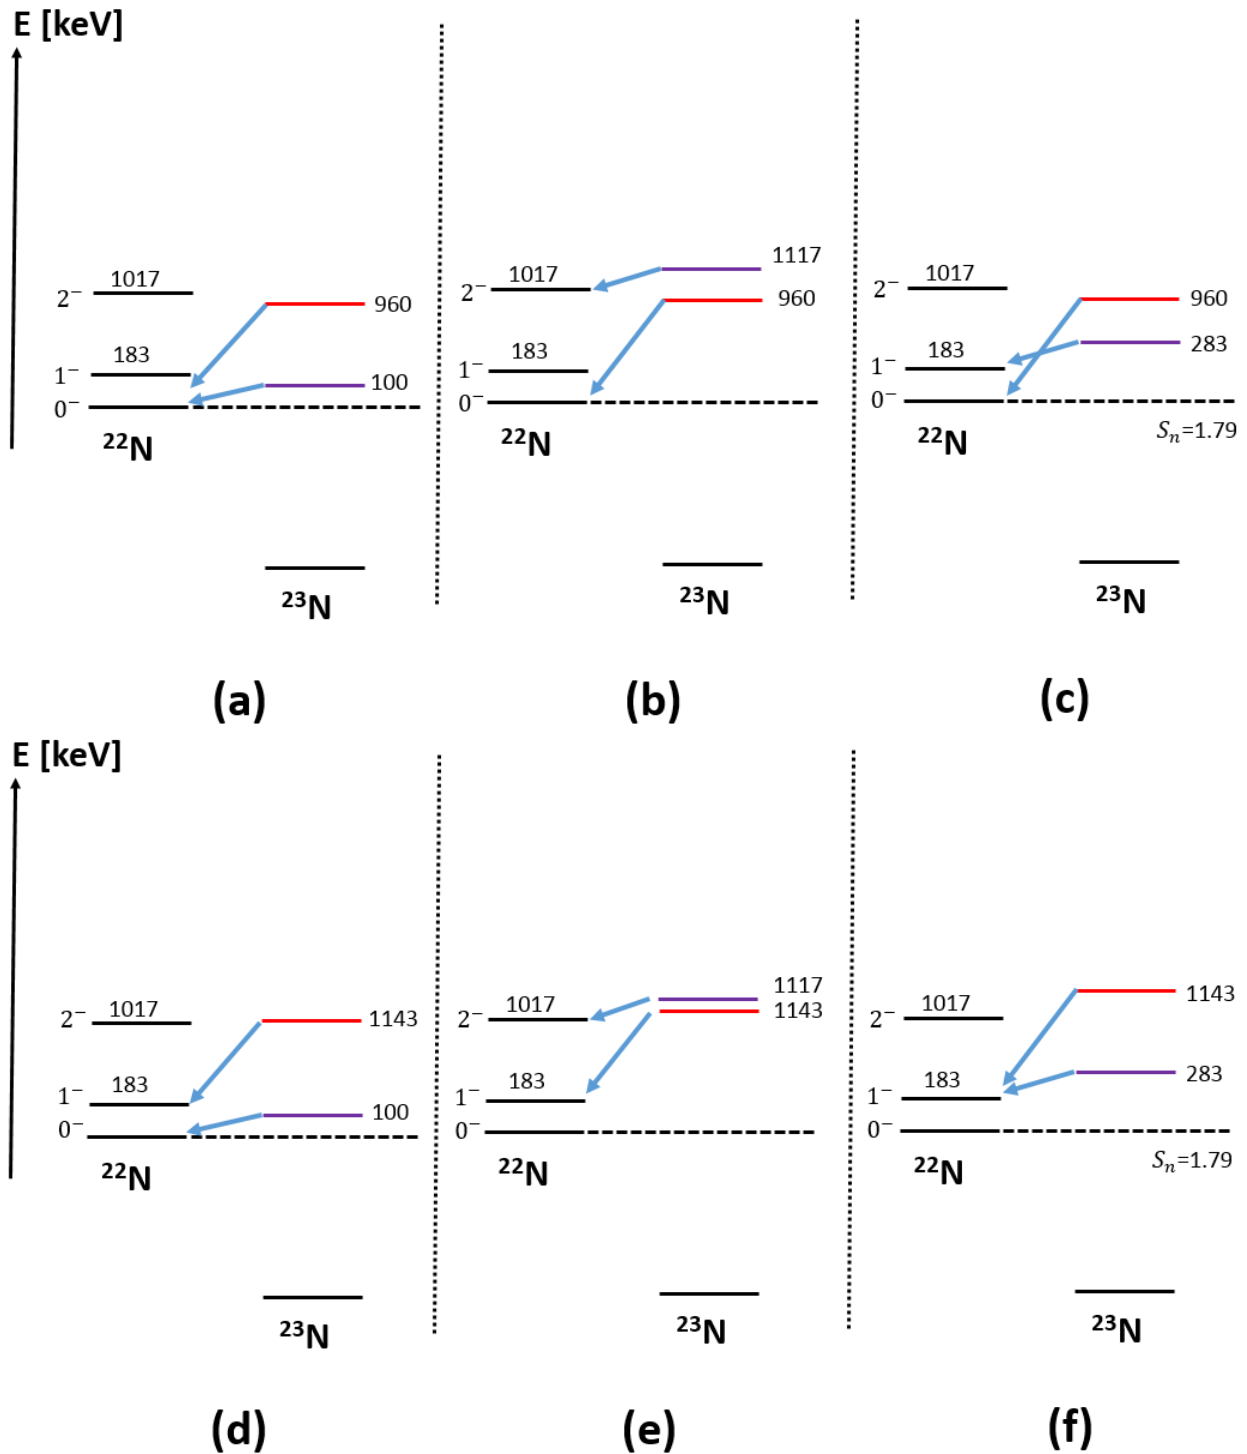 E [keV]
1017
2⁻
960
183
1⁻
100
0⁻
²²N
²³N
(a)
1117
1017
2⁻
960
183
1⁻
0⁻
²²N
²³N
(b)
1017
2⁻
960
183
283
1⁻
0⁻
²²N
Sₙ=1.79
²³N
(c)
E [keV]
1017
2⁻
1143
183
1⁻
100
0⁻
²²N
²³N
(d)
1117
1017
1143
2⁻
183
1⁻
0⁻
²²N
²³N
(e)
1017
1143
2⁻
183
283
1⁻
0⁻
²²N
Sₙ=1.79
²³N
(f)